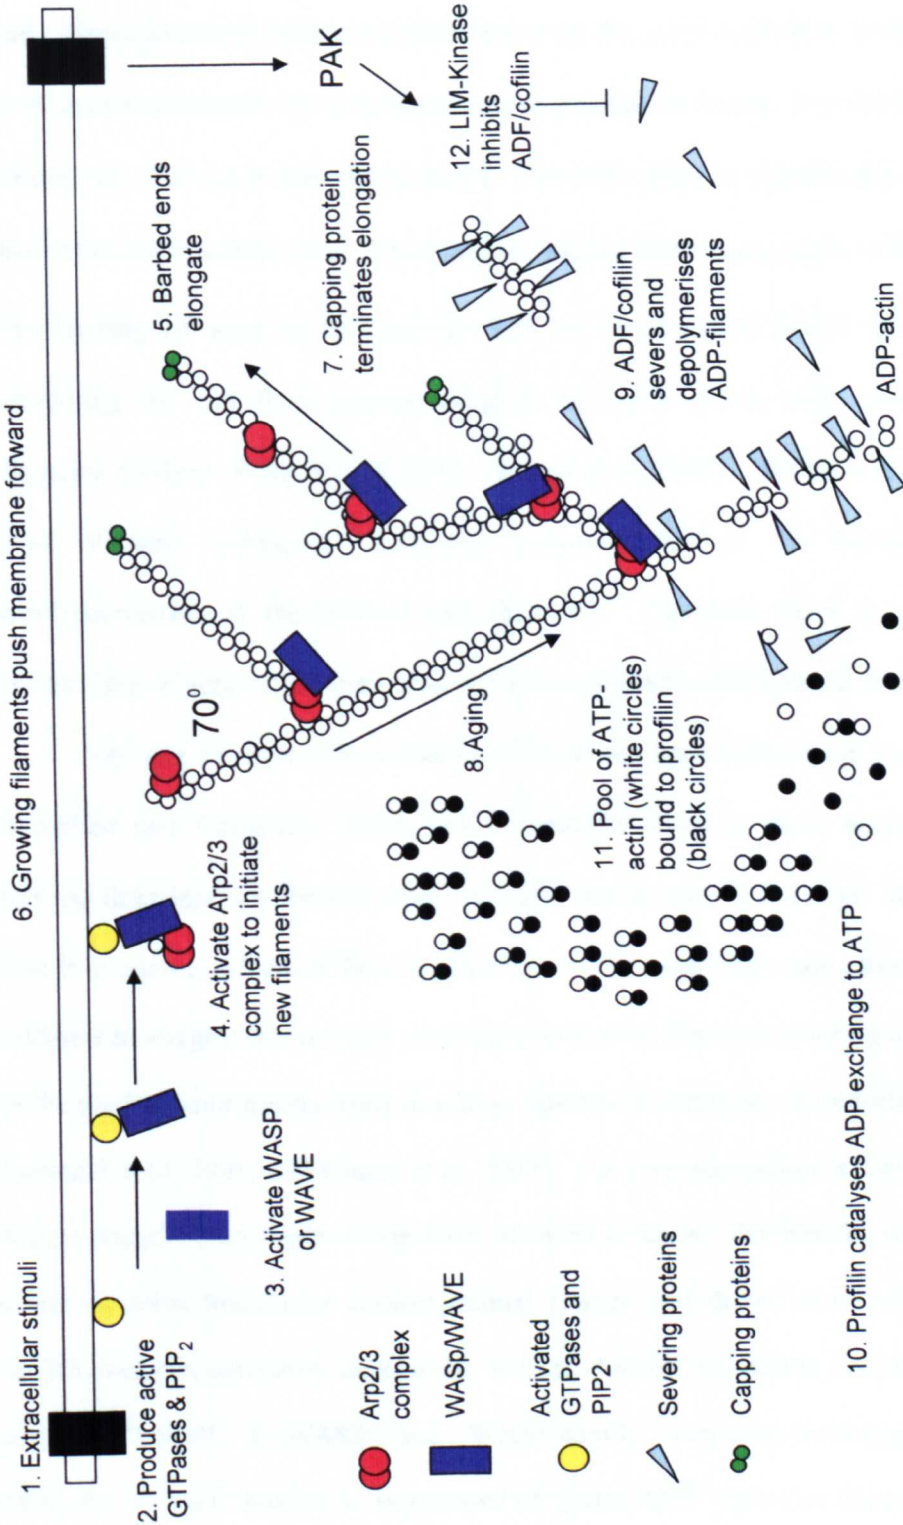 1. Extracellular stimuli
6. Growing filaments push membrane forward
2. Produce active
GTPases & PIP2
3. Activate WASP
or WAVE
4. Activate Arp2/3
complex to initiate
new filaments
70°
5. Barbed ends
elongate
PAK
7. Capping protein
terminates elongation
12. LIM-Kinase
inhibits
ADF/cofilin
8.Aging
9. ADF/cofilin
severs and
depolymerises
ADP-filaments
11. Pool of ATP-
actin (white circles)
bound to profilin
(black circles)
ADP-actin
10. Profilin catalyses ADP exchange to ATP
Arp2/3
complex
WASp/WAVE
Activated
GTPases and
PIP2
Severing proteins
Capping proteins